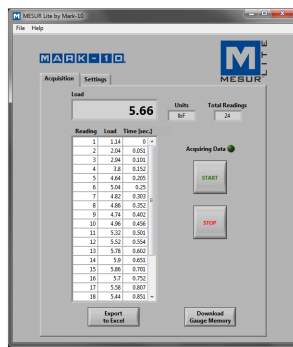 MESUR Lite by Mark-10
File Help
MARK-10
M
MESUR
LITE
Acquisition Settings
Load
5.66
Units
lbF
Total Readings
24
Reading Load Time [sec.]
1 1.14 0
2 2.04 0.051
3 2.94 0.101
4 3.8 0.152
5 4.64 0.205
6 5.04 0.25
7 4.82 0.303
8 4.86 0.352
9 4.74 0.402
10 4.96 0.456
11 5.32 0.501
12 5.52 0.554
13 5.78 0.602
14 5.9 0.651
15 5.86 0.701
16 5.7 0.752
17 5.58 0.807
18 5.44 0.851
Acquiring Data
START
STOP
Export
to Excel
Download
Gauge Memory